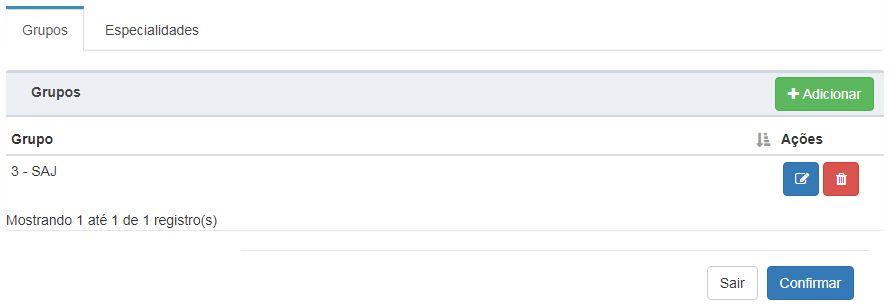 Grupos Especialidades
Grupos Adicionar
Grupo Ações
3 - SAJ
Mostrando 1 até 1 de 1 registro(s)
Sair Confirmar